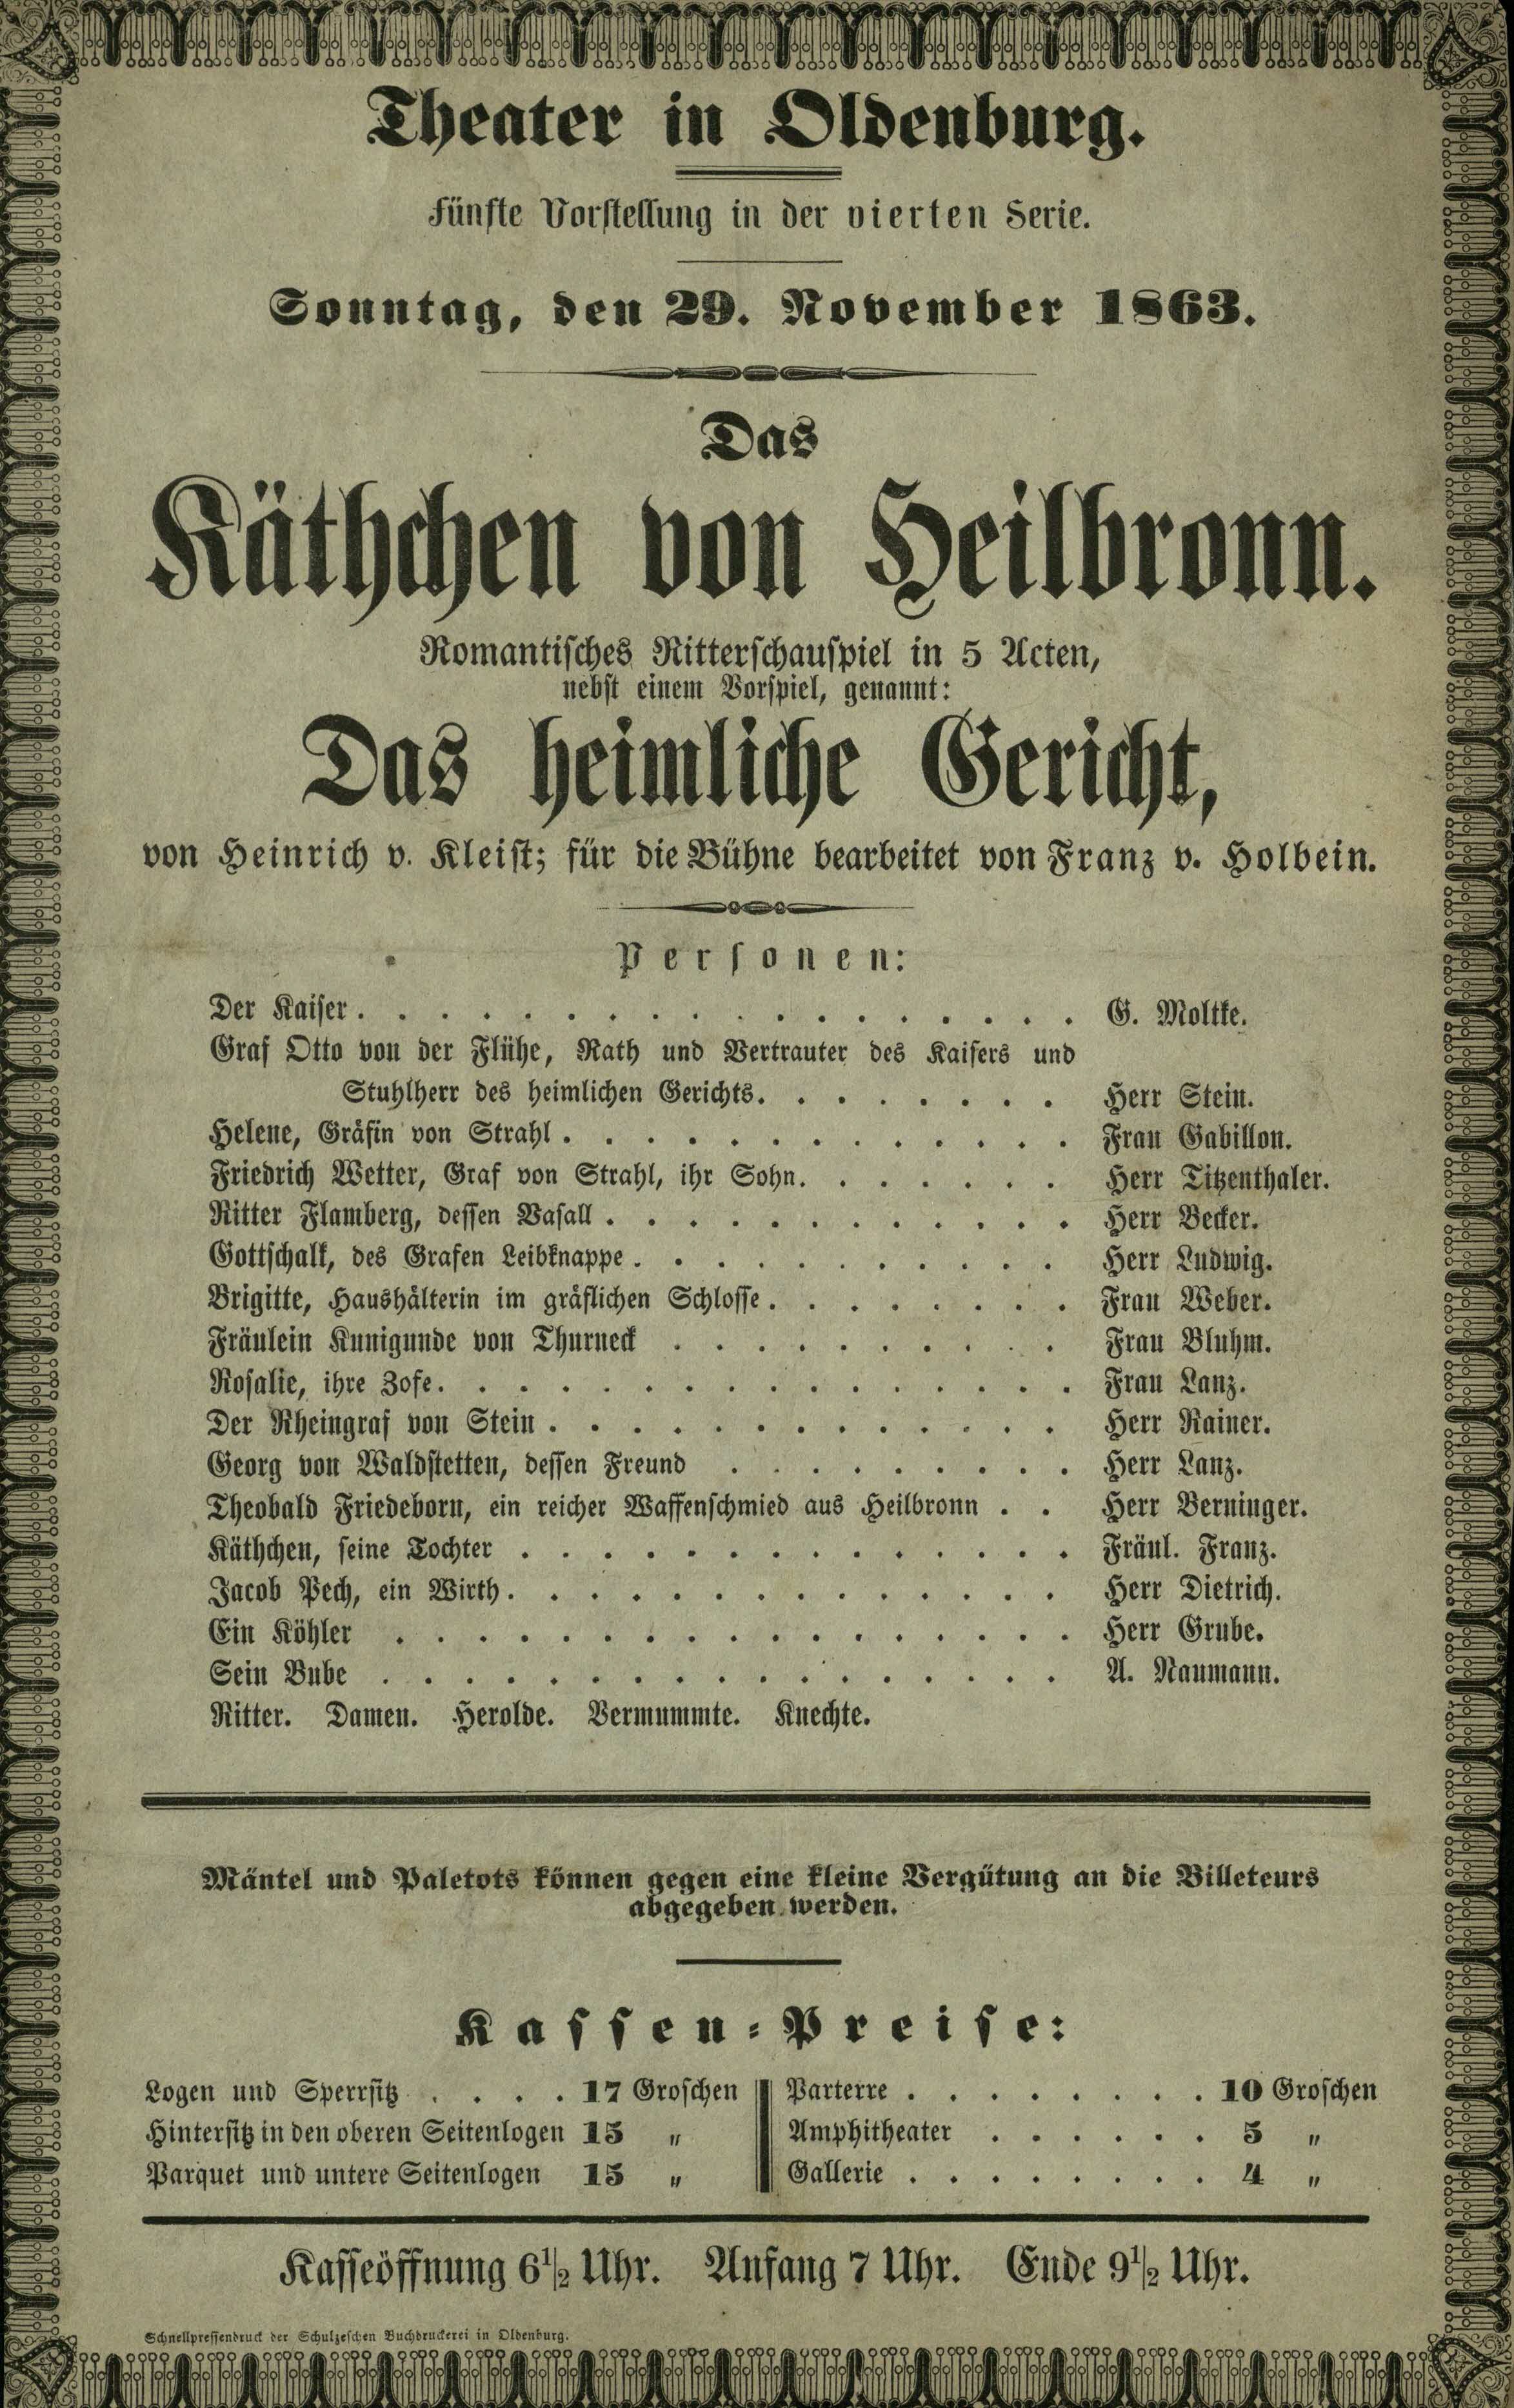 Theater in Oldenburg.
Fünfte Vorstellung in der vierten Serie.
Sonntag, den 29. November 1863.
Das
Käthchen von Heilbronn.
Romantisches Ritterschauspiel in 5 Acten,
nebst einem Vorspiel, genannt:
Das heimliche Gericht,
von Heinrich v. Kleist; für die Bühne bearbeitet von Franz v. Holbein.
Personen:
Der Kaiser . . . . . . . . . . . . . . . . . . G. Moltke.
Graf Otto von der Flühe, Rath und Vertrauter des Kaisers und
Stuhlherr des heimlichen Gerichts. . . . . . . . Herr Stein.
Helene, Gräfin von Strahl . . . . . . . . . . . . . Frau Gabillon.
Friedrich Wetter, Graf von Strahl, ihr Sohn. . . . . . . Herr Titzenthaler.
Ritter Flamberg, dessen Vasall . . . . . . . . . . . . Herr Becker.
Gottschalk, des Grafen Leibknappe . . . . . . . . . . . Herr Ludwig.
Brigitte, Haushälterin im gräflichen Schlosse . . . . . . . . Frau Weber.
Fräulein Kunigunde von Thurneck . . . . . . . . . . Frau Bluhm.
Rosalie, ihre Zofe. . . . . . . . . . . . . . . . Frau Lanz.
Der Rheingraf von Stein . . . . . . . . . . . . . Herr Rainer.
Georg von Waldstetten, dessen Freund . . . . . . . . . Herr Lanz.
Theobald Friedeborn, ein reicher Waffenschmied aus Heilbronn . . Herr Berninger.
Käthchen, seine Tochter . . . . . . . . . . . . . . Fräul. Franz.
Jacob Pech, ein Wirth . . . . . . . . . . . . . . Herr Dietrich.
Ein Köhler . . . . . . . . . . . . . . . . . Herr Grube.
Sein Bube . . . . . . . . . . . . . . . . . A. Naumann.
Ritter. Damen. Herolde. Vermummte. Knechte.
Mäntel und Paletots können gegen eine kleine Vergütung an die Billeteurs
abgegeben werden.
Kassen-Preise:
Logen und Sperrsitz . . . . 17 Groschen
Hintersitz in den oberen Seitenlogen 15 „
Parquet und untere Seitenlogen 15 „
Parterre . . . . . . . . 10 Groschen
Amphitheater . . . . . . 5 „
Gallerie . . . . . . . . 4 „
Kasseöffnung 6 1/2 Uhr. Anfang 7 Uhr. Ende 9 1/2 Uhr.
Schnellpressendruck der Schulzeschen Buchdruckerei in Oldenburg.